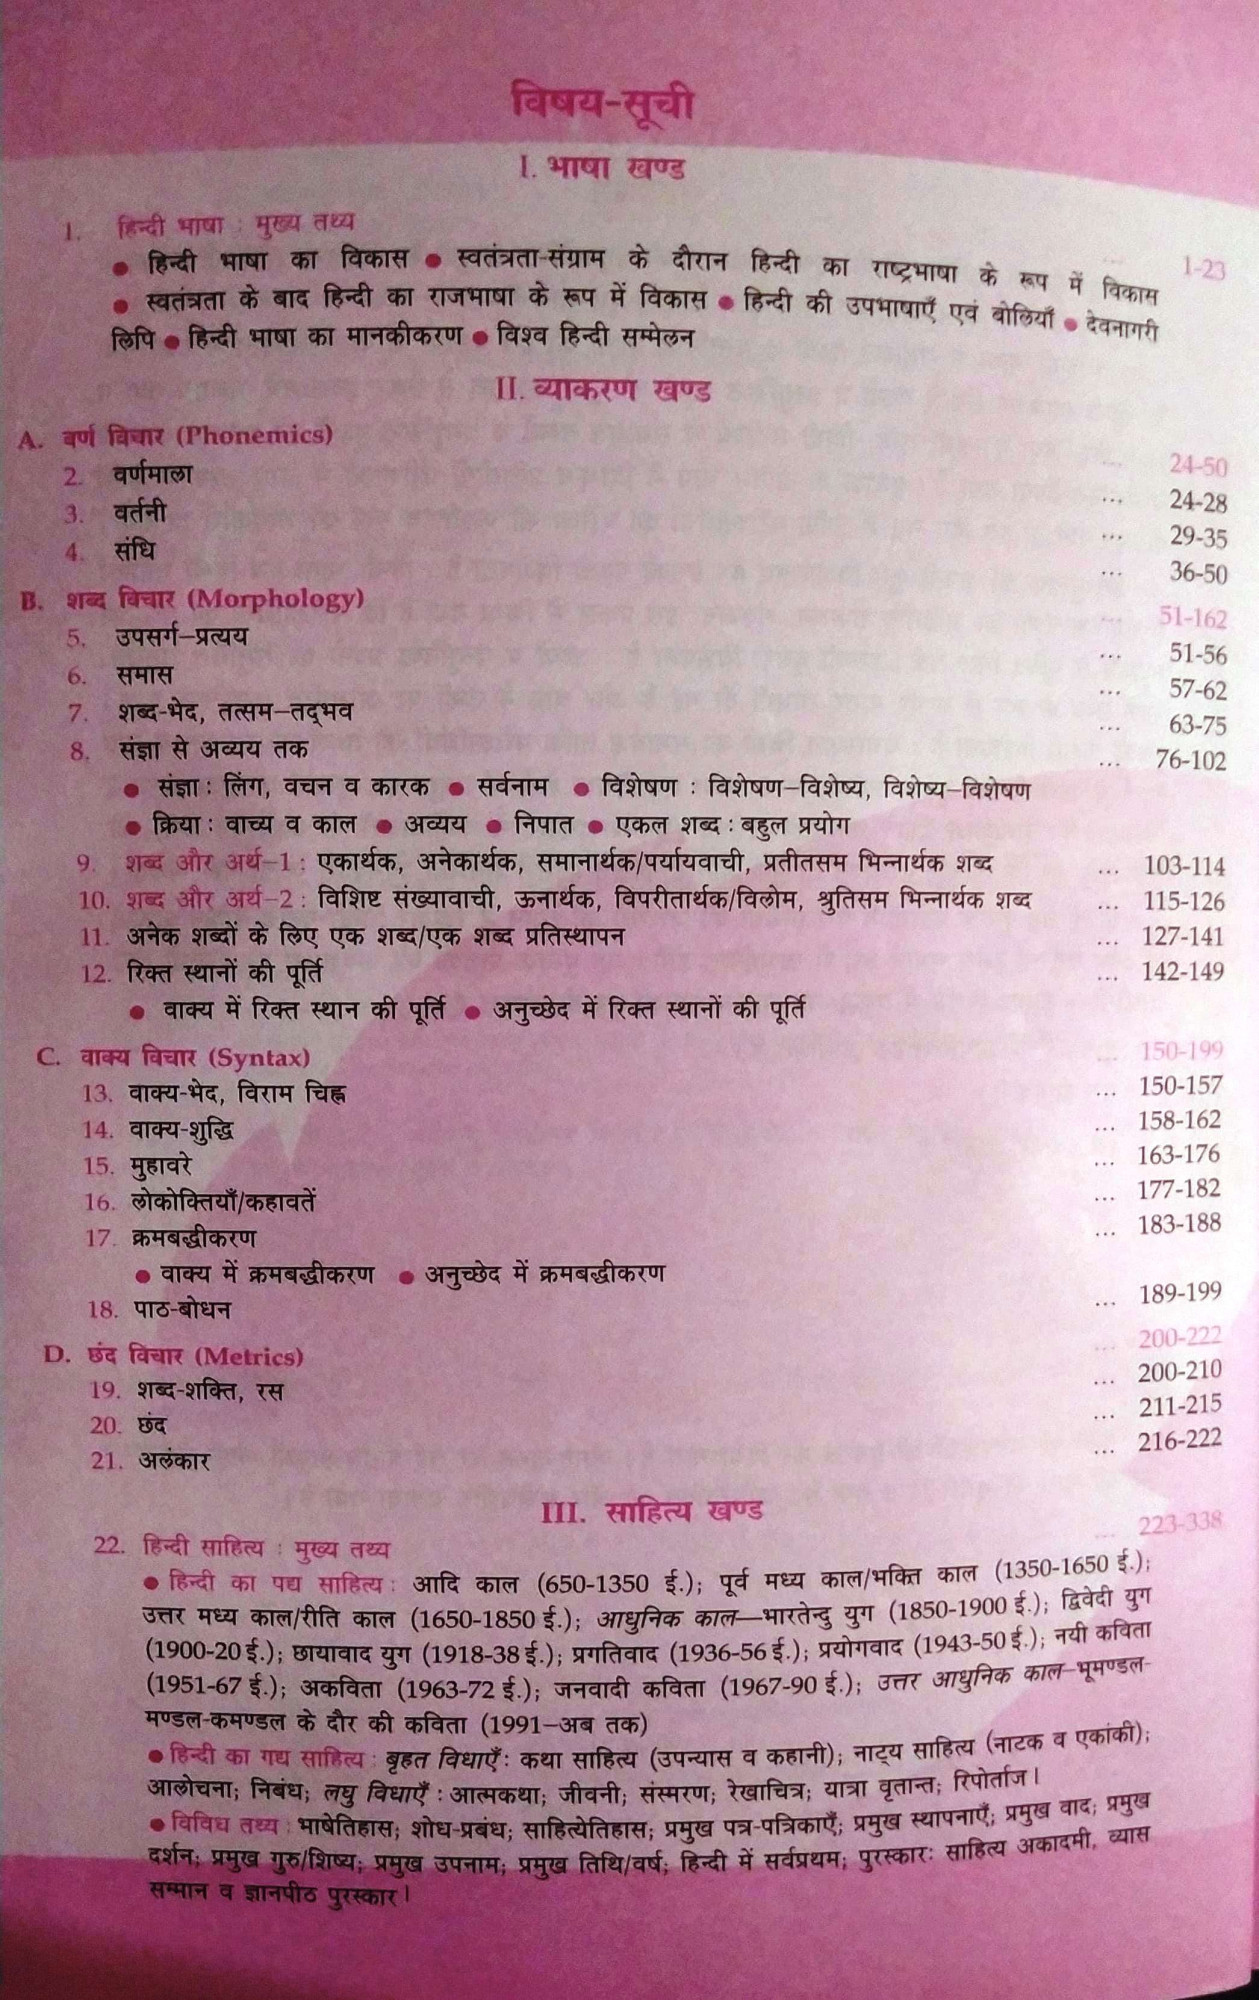 विषय-सूची
I. भाषा खण्ड
1. हिन्दी भाषा : मुख्य तथ्य ... 1-23
● हिन्दी भाषा का विकास ● स्वतंत्रता-संग्राम के दौरान हिन्दी का राष्ट्रभाषा के रूप में विकास
● स्वतंत्रता के बाद हिन्दी का राजभाषा के रूप में विकास ● हिन्दी की उपभाषाएँ एवं बोलियाँ ● देवनागरी
लिपि ● हिन्दी भाषा का मानकीकरण ● विश्व हिन्दी सम्मेलन
II. व्याकरण खण्ड
A. वर्ण विचार (Phonemics) ... 24-50
2. वर्णमाला ... 24-28
3. वर्तनी ... 29-35
4. संधि ... 36-50
B. शब्द विचार (Morphology) ... 51-162
5. उपसर्ग–प्रत्यय ... 51-56
6. समास ... 57-62
7. शब्द-भेद, तत्सम–तद्भव ... 63-75
8. संज्ञा से अव्यय तक ... 76-102
● संज्ञा : लिंग, वचन व कारक ● सर्वनाम ● विशेषण : विशेषण–विशेष्य, विशेष्य–विशेषण
● क्रिया : वाच्य व काल ● अव्यय ● निपात ● एकल शब्द : बहुल प्रयोग
9. शब्द और अर्थ–1 : एकार्थक, अनेकार्थक, समानार्थक/पर्यायवाची, प्रतीतसम भिन्नार्थक शब्द ... 103-114
10. शब्द और अर्थ–2 : विशिष्ट संख्यावाची, ऊनार्थक, विपरीतार्थक/विलोम, श्रुतिसम भिन्नार्थक शब्द ... 115-126
11. अनेक शब्दों के लिए एक शब्द/एक शब्द प्रतिस्थापन ... 127-141
12. रिक्त स्थानों की पूर्ति ... 142-149
● वाक्य में रिक्त स्थान की पूर्ति ● अनुच्छेद में रिक्त स्थानों की पूर्ति
C. वाक्य विचार (Syntax) ... 150-199
13. वाक्य-भेद, विराम चिह्न ... 150-157
14. वाक्य-शुद्धि ... 158-162
15. मुहावरे ... 163-176
16. लोकोक्तियाँ/कहावतें ... 177-182
17. क्रमबद्धीकरण ... 183-188
● वाक्य में क्रमबद्धीकरण ● अनुच्छेद में क्रमबद्धीकरण
18. पाठ-बोधन ... 189-199
D. छंद विचार (Metrics) ... 200-222
19. शब्द-शक्ति, रस ... 200-210
20. छंद ... 211-215
21. अलंकार ... 216-222
III. साहित्य खण्ड
22. हिन्दी साहित्य : मुख्य तथ्य ... 223-338
● हिन्दी का पद्य साहित्य : आदि काल (650-1350 ई.); पूर्व मध्य काल/भक्ति काल (1350-1650 ई.);
उत्तर मध्य काल/रीति काल (1650-1850 ई.); आधुनिक काल—भारतेन्दु युग (1850-1900 ई.); द्विवेदी युग
(1900-20 ई.); छायावाद युग (1918-38 ई.); प्रगतिवाद (1936-56 ई.); प्रयोगवाद (1943-50 ई.); नयी कविता
(1951-67 ई.); अकविता (1963-72 ई.); जनवादी कविता (1967-90 ई.); उत्तर आधुनिक काल–भूमण्डल-
मण्डल-कमण्डल के दौर की कविता (1991–अब तक)
● हिन्दी का गद्य साहित्य : बृहत विधाएँ : कथा साहित्य (उपन्यास व कहानी); नाट्य साहित्य (नाटक व एकांकी);
आलोचना; निबंध; लघु विधाएँ : आत्मकथा; जीवनी; संस्मरण; रेखाचित्र; यात्रा वृतान्त; रिपोर्ताज।
● विविध तथ्य : भाषेतिहास; शोध-प्रबंध; साहित्येतिहास; प्रमुख पत्र-पत्रिकाएँ; प्रमुख स्थापनाएँ; प्रमुख वाद; प्रमुख
दर्शन; प्रमुख गुरु/शिष्य; प्रमुख उपनाम; प्रमुख तिथि/वर्ष; हिन्दी में सर्वप्रथम; पुरस्कार: साहित्य अकादमी, व्यास
सम्मान व ज्ञानपीठ पुरस्कार।